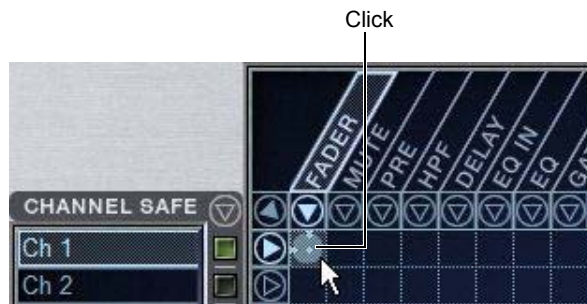 Click
FADER
MUTE
PRE
HPF
DELAY
EQ IN
EQ
CHANNEL SAFE
Ch 1
Ch 2